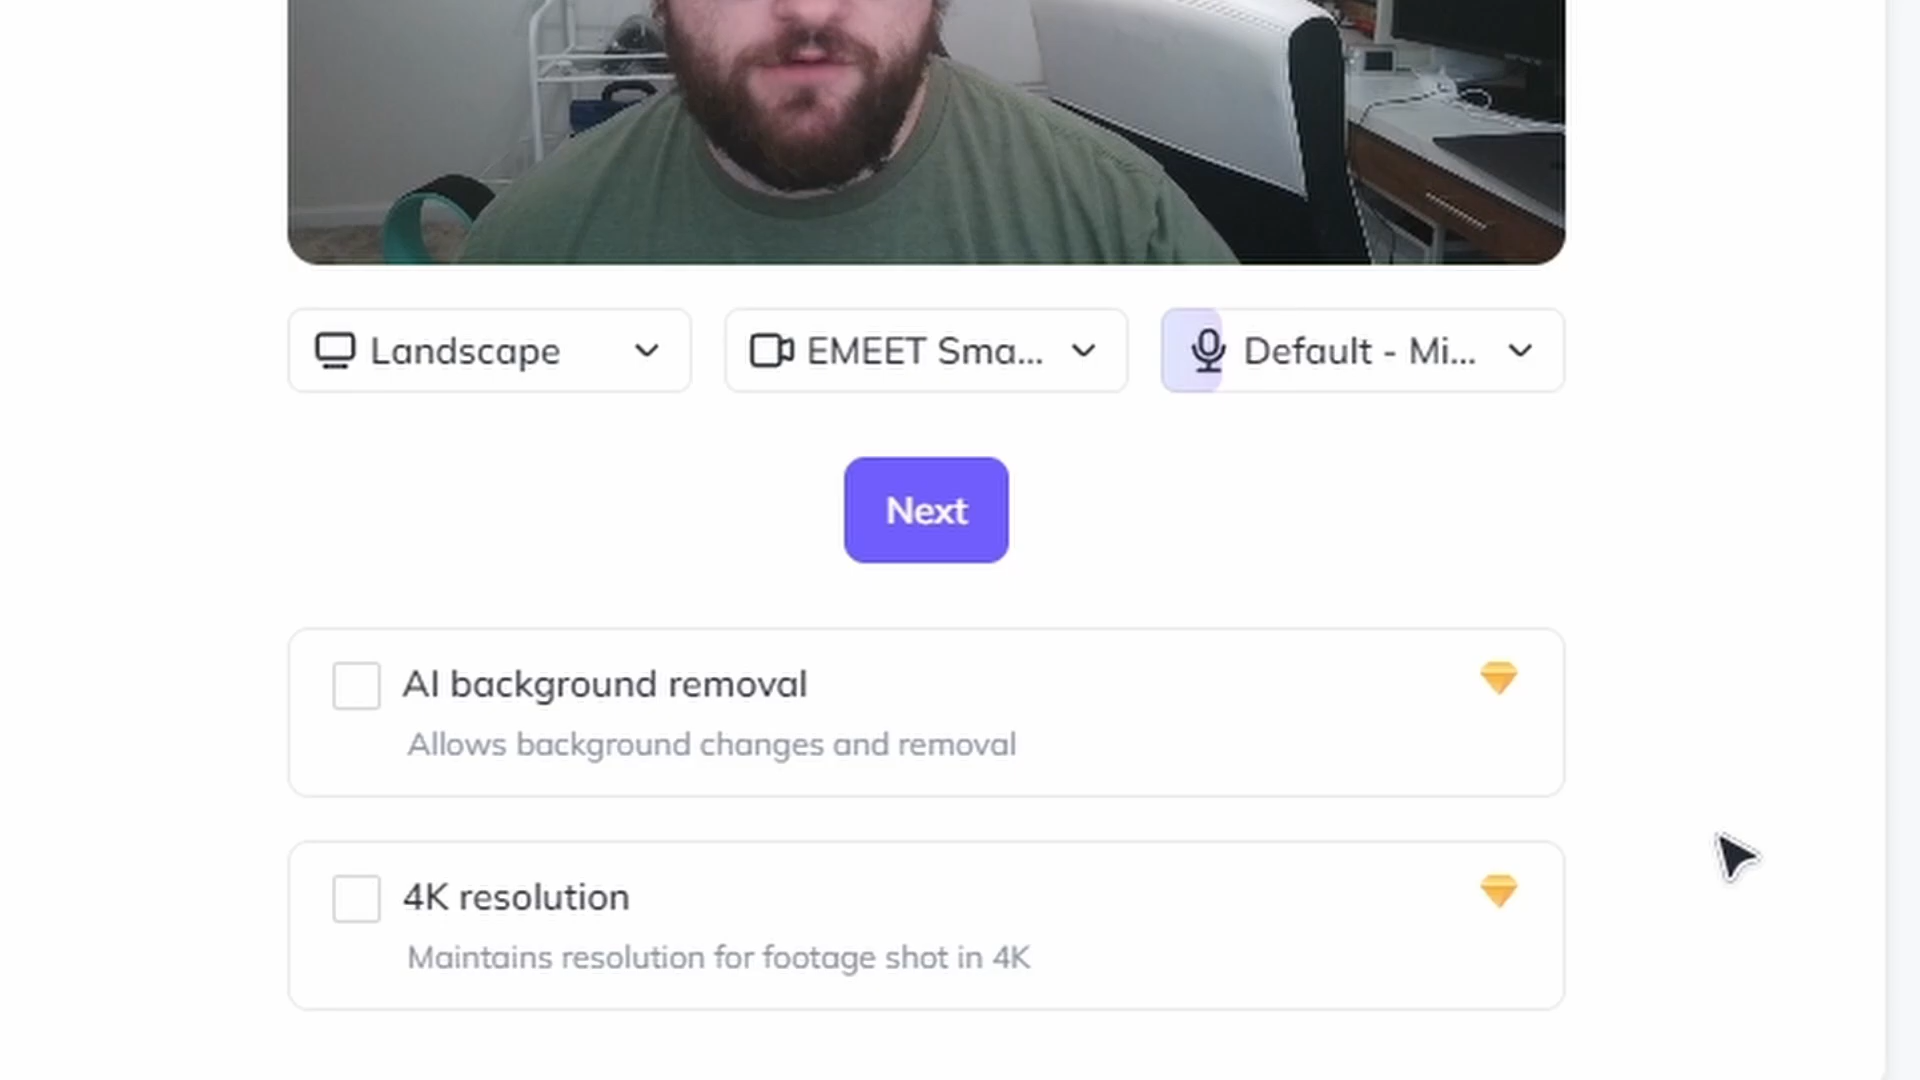 Landscape
EMEET Sma...
Default - Mi...
Next
AI background removal
Allows background changes and removal
4K resolution
Maintains resolution for footage shot in 4K